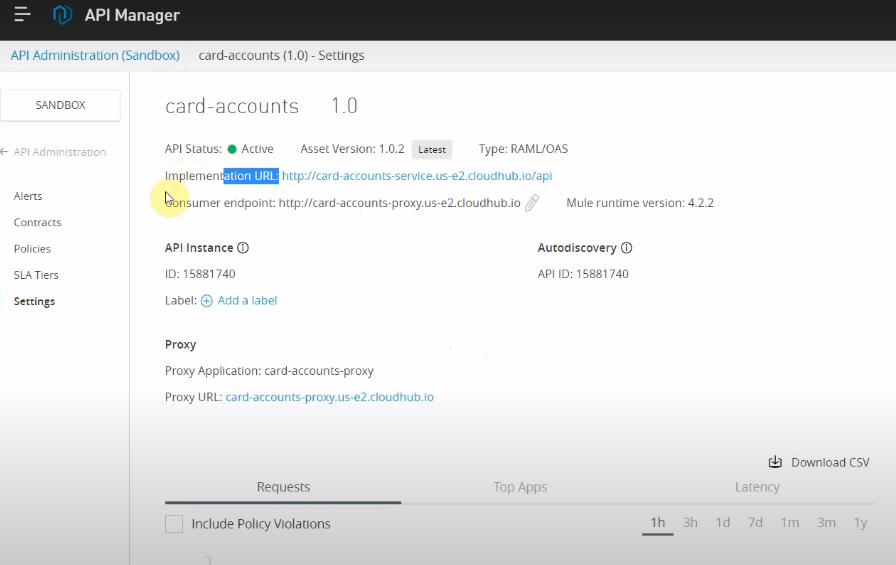 API Manager
API Administration (Sandbox) card-accounts (1.0) - Settings
SANDBOX
card-accounts 1.0
API Status: Active Asset Version: 1.0.2 Latest Type: RAML/OAS
← API Administration
Implementation URL: http://card-accounts-service.us-e2.cloudhub.io/api
Alerts
Consumer endpoint: http://card-accounts-proxy.us-e2.cloudhub.io Mule runtime version: 4.2.2
Contracts
Policies
API Instance Autodiscovery
SLA Tiers
ID: 15881740 API ID: 15881740
Settings
Label: Add a label
Proxy
Proxy Application: card-accounts-proxy
Proxy URL: card-accounts-proxy.us-e2.cloudhub.io
Download CSV
Requests Top Apps Latency
Include Policy Violations 1h 3h 1d 7d 1m 3m 1y